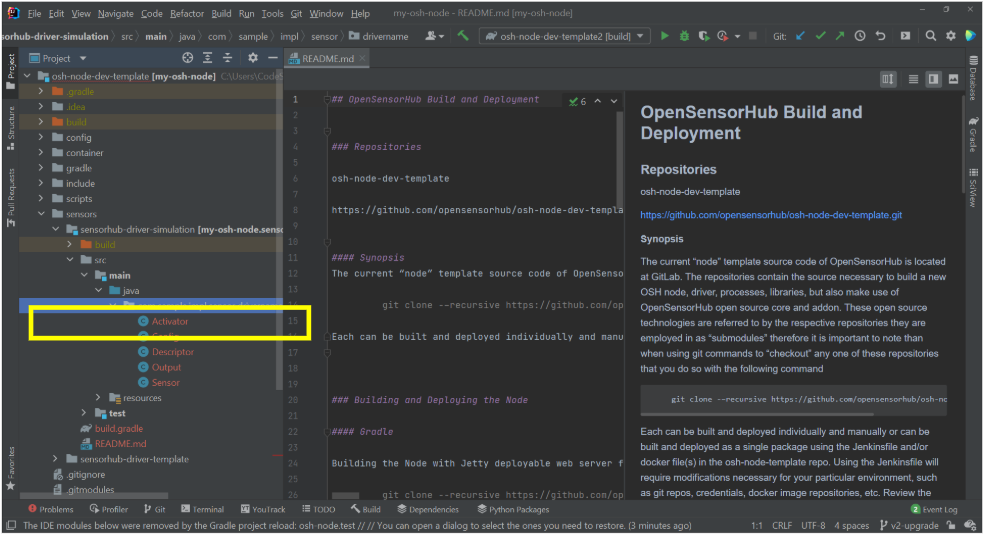 File Edit View Navigate Code Refactor Build Run Tools Git Window Help my-osh-node - README.md [my-osh-node]
sorhub-driver-simulation src main java com sample impl sensor drivername osh-node-dev-template2 [build] Git:
Project README.md
osh-node-dev-template [my-osh-node] C:\Users\Code
.gradle
.idea
build
config
container
gradle
include
scripts
sensors
sensorhub-driver-simulation [my-osh-node.senso
build
src
main
java
Activator
Config
Descriptor
Output
Sensor
resources
test
build.gradle
README.md
sensorhub-driver-template
.gitignore
.gitmodules
Project
Structure
Pull Requests
Favorites
6
1 ## OpenSensorHub Build and Deployment
2
3
4 ### Repositories
5
6 osh-node-dev-template
7
8 https://github.com/opensensorhub/osh-node-dev-templa
9
10
11 #### Synopsis
12 The current “node” template source code of OpenSenso
13
git clone --recursive https://github.com/op
15
Each can be built and deployed individually and manu
17
18
19
20 ### Building and Deploying the Node
21
22 #### Gradle
23
24 Building the Node with Jetty deployable web server f
25
26 git clone --recursive https://github.com/op
OpenSensorHub Build and
Deployment
Repositories
osh-node-dev-template
https://github.com/opensensorhub/osh-node-dev-template.git
Synopsis
The current “node” template source code of OpenSensorHub is located
at GitLab. The repositories contain the source necessary to build a new
OSH node, driver, processes, libraries, but also make use of
OpenSensorHub open source core and addon. These open source
technologies are referred to by the respective repositories they are
employed in as “submodules” therefore it is important to note than
when using git commands to “checkout” any one of these repositories
that you do so with the following command
git clone --recursive https://github.com/opensensorhub/osh-no
Each can be built and deployed individually and manually or can be
built and deployed as a single package using the Jenkinsfile and/or
docker file(s) in the osh-node-template repo. Using the Jenkinsfile will
require modifications necessary for your particular environment, such
as git repos, credentials, docker image repositories, etc. Review the
Database
Gradle
SciView
Problems Profiler Git Terminal YouTrack TODO Build Dependencies Python Packages 2 Event Log
The IDE modules below were removed by the Gradle project reload: osh-node.test // // You can open a dialog to select the ones you need to restore. (3 minutes ago) 1:1 CRLF UTF-8 4 spaces v2-upgrade